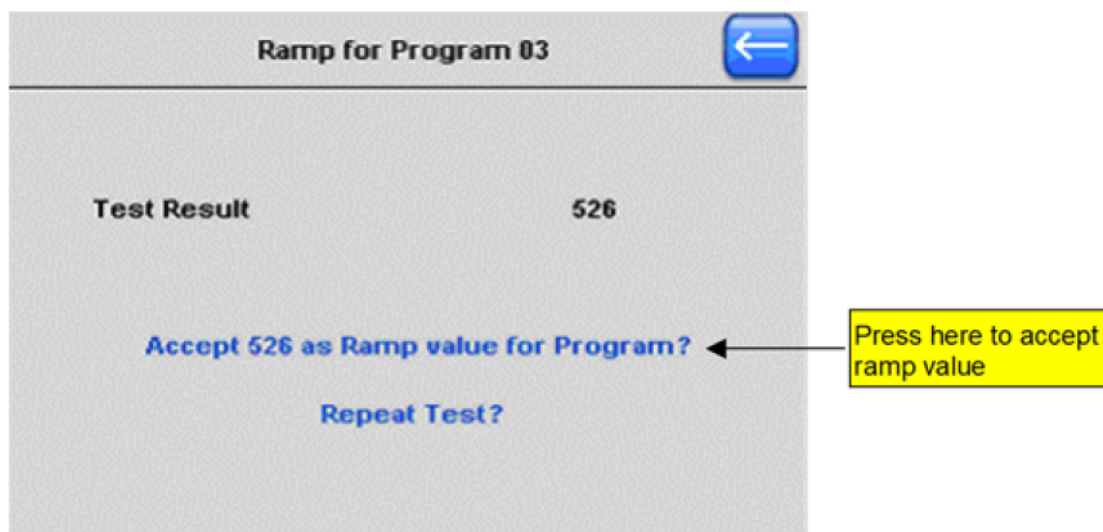 Ramp for Program 03
Test Result 526
Accept 526 as Ramp value for Program?
Press here to accept
ramp value
Repeat Test?